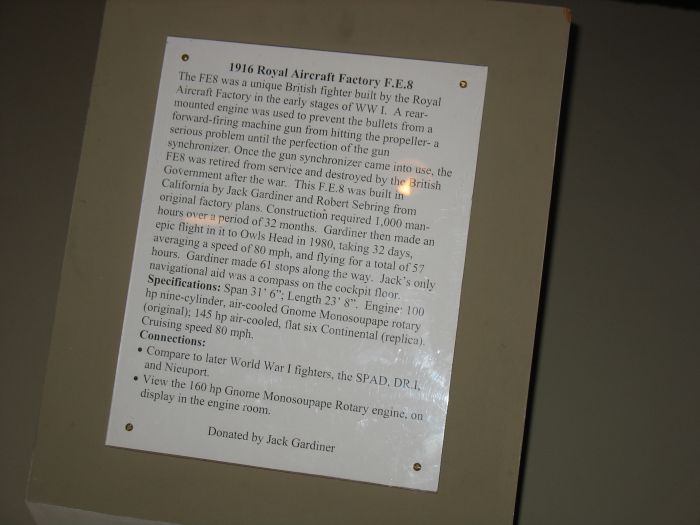 1916 Royal Aircraft Factory F.E.8
The FE8 was a unique British fighter built by the Royal
Aircraft Factory in the early stages of WW I. A rear-
mounted engine was used to prevent the bullets from a
forward-firing machine gun from hitting the propeller- a
serious problem until the perfection of the gun
synchronizer. Once the gun synchronizer came into use, the
FE8 was retired from service and destroyed by the British
Government after the war. This F.E.8 was built in
California by Jack Gardiner and Robert Sebring from
original factory plans. Construction required 1,000 man-
hours over a period of 32 months. Gardiner then made an
epic flight in it to Owls Head in 1980, taking 32 days,
averaging a speed of 80 mph, and flying for a total of 57
hours. Gardiner made 61 stops along the way. Jack's only
navigational aid was a compass on the cockpit floor.
Specifications: Span 31' 6"; Length 23' 8". Engine: 100
hp nine-cylinder, air-cooled Gnome Monosoupape rotary
(original); 145 hp air-cooled, flat six Continental (replica).
Cruising speed 80 mph.
Connections:
• Compare to later World War I fighters, the SPAD, DR.I,
and Nieuport.
• View the 160 hp Gnome Monosoupape Rotary engine, on
display in the engine room.
Donated by Jack Gardiner